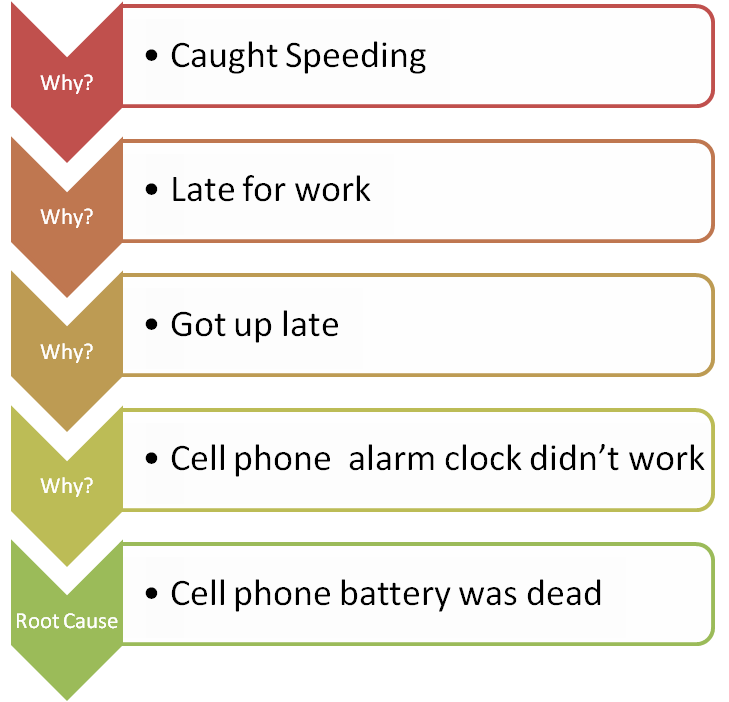 Why?
• Caught Speeding
Why?
• Late for work
Why?
• Got up late
Why?
• Cell phone  alarm clock didn’t work
Root Cause
• Cell phone battery was dead